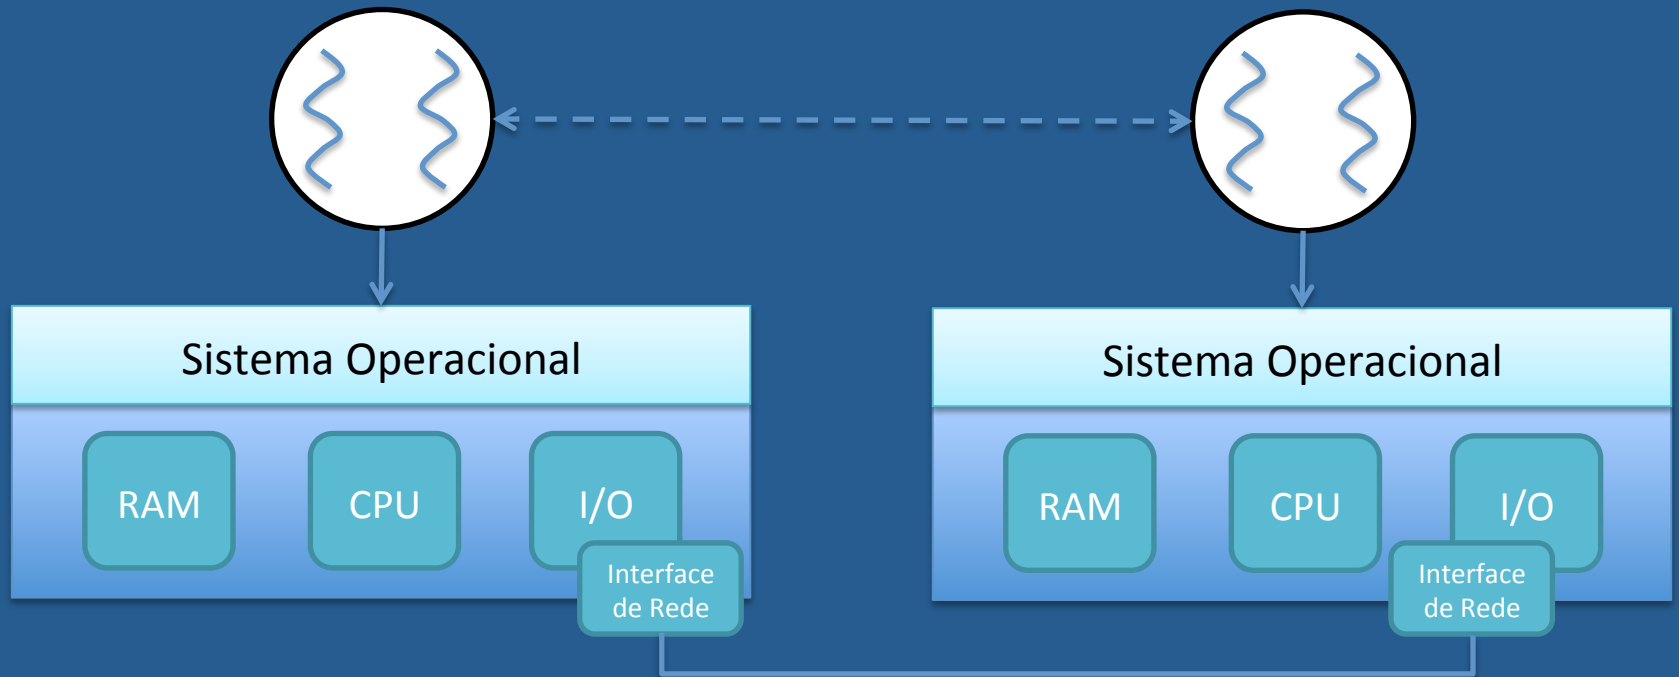 Sistema Operacional
RAM
CPU
I/O
Interface
de Rede
Sistema Operacional
RAM
CPU
I/O
Interface
de Rede